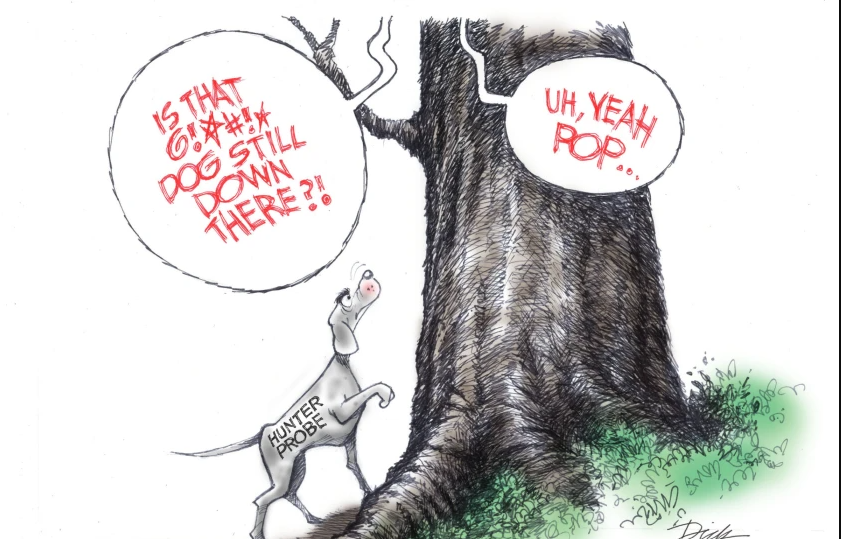 IS THAT
@!*#!*
DOG STILL
DOWN
THERE?!
UH, YEAH
POP...
HUNTER
PROBE